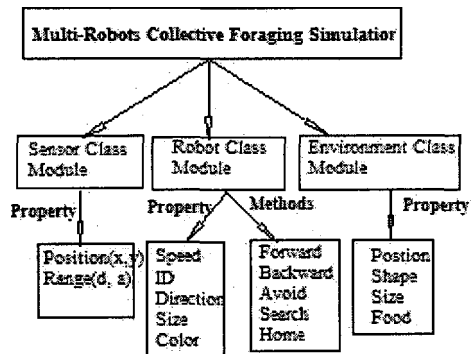 Multi-Robots Collective Foraging Simulation
Sensor Class
Module
Robot Class
Module
Environment Class
Module
Property
Property
Methods
Property
Position(x,y)
Range(d, a)
Speed
ID
Direction
Size
Color
Forward
Backward
Avoid
Search
Home
Postion
Shape
Size
Food